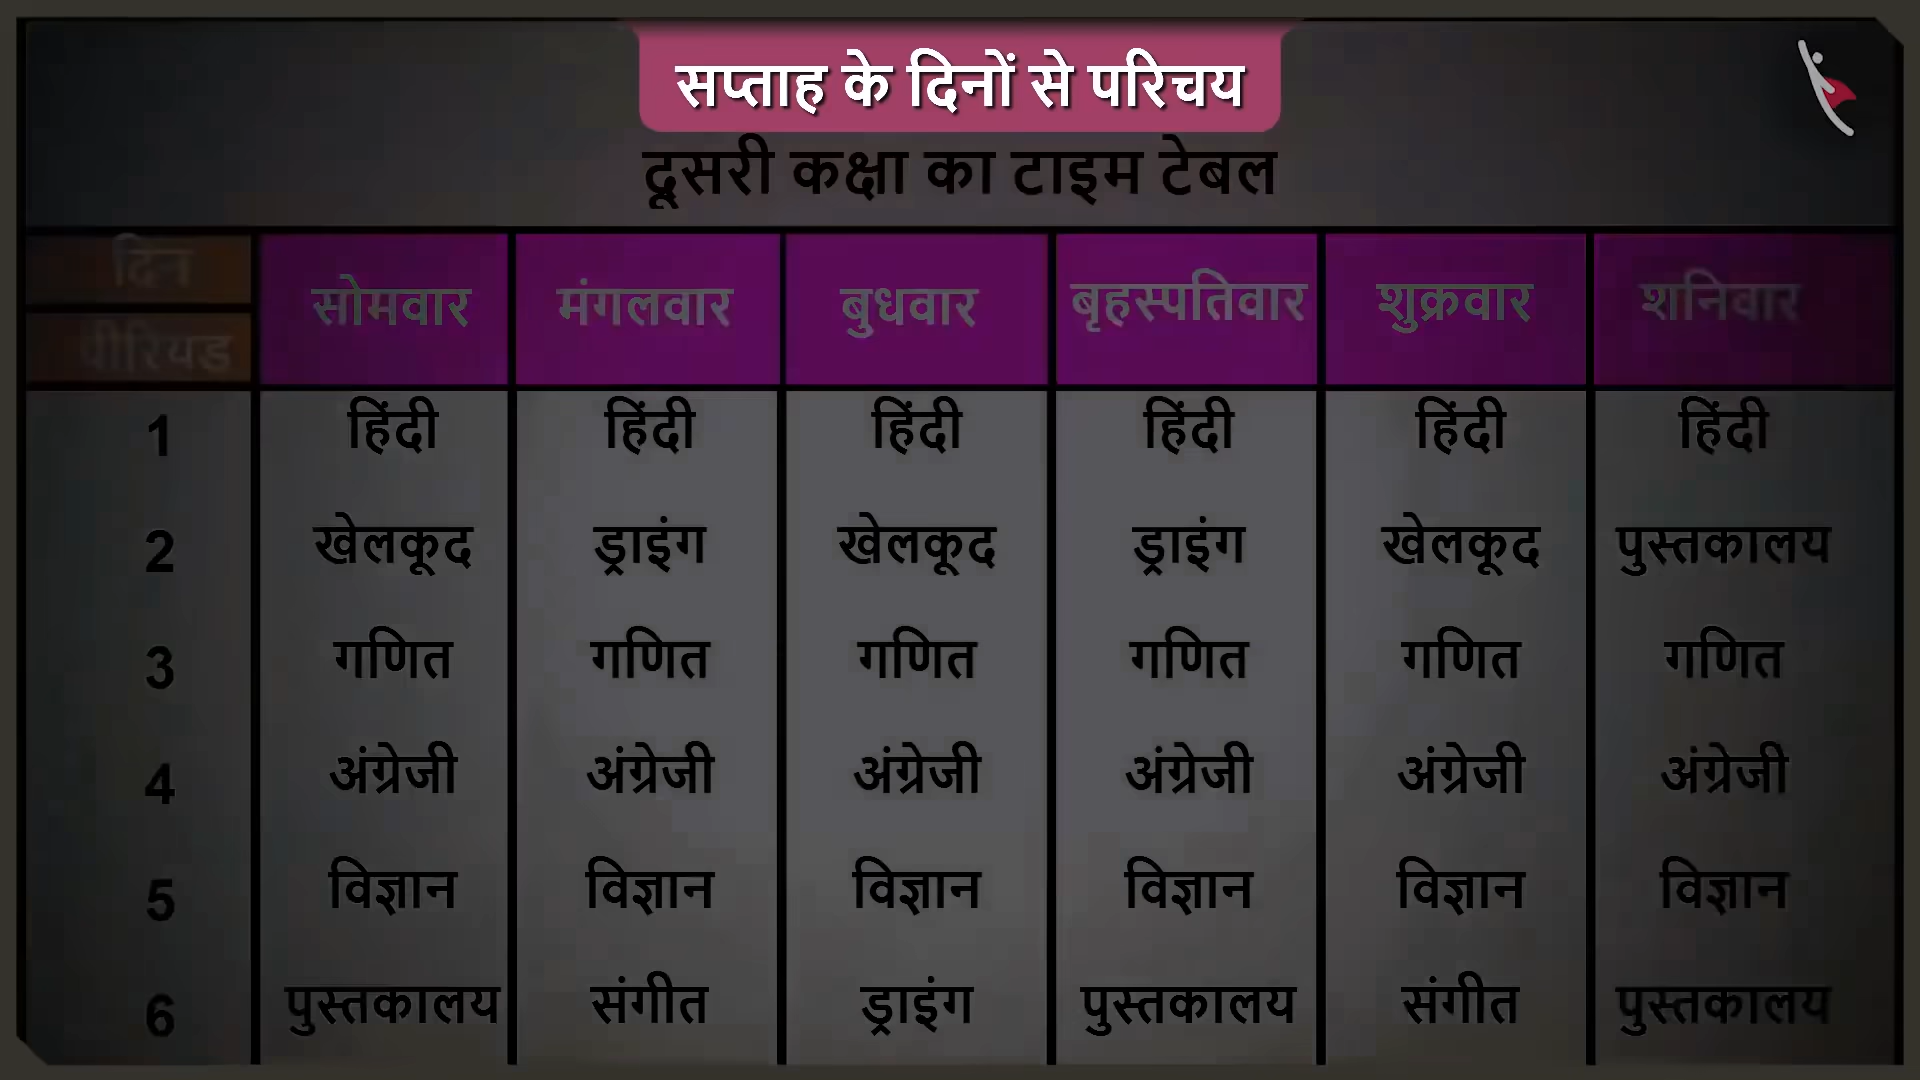 सप्ताह के दिनों से परिचय
दूसरी कक्षा का टाइम टेबल
दिन
पीरियड
सोमवार मंगलवार बुधवार बृहस्पतिवार शुक्रवार शनिवार
1 हिंदी हिंदी हिंदी हिंदी हिंदी हिंदी
2 खेलकूद ड्राइंग खेलकूद ड्राइंग खेलकूद पुस्तकालय
3 गणित गणित गणित गणित गणित गणित
4 अंग्रेजी अंग्रेजी अंग्रेजी अंग्रेजी अंग्रेजी अंग्रेजी
5 विज्ञान विज्ञान विज्ञान विज्ञान विज्ञान विज्ञान
6 पुस्तकालय संगीत ड्राइंग पुस्तकालय संगीत पुस्तकालय